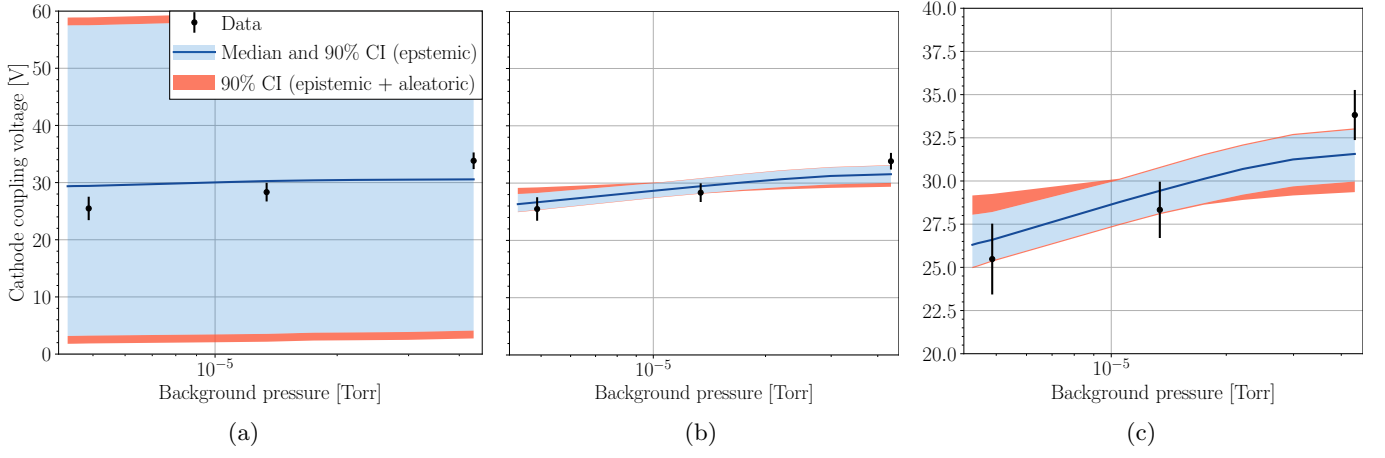 Cathode coupling voltage [V]
60
50
40
30
20
10
0
Data
Median and 90% CI (epstemic)
90% CI (epistemic + aleatoric)
10⁻⁵
Background pressure [Torr]
(a)
10⁻⁵
Background pressure [Torr]
(b)
40.0
37.5
35.0
32.5
30.0
27.5
25.0
22.5
20.0
10⁻⁵
Background pressure [Torr]
(c)